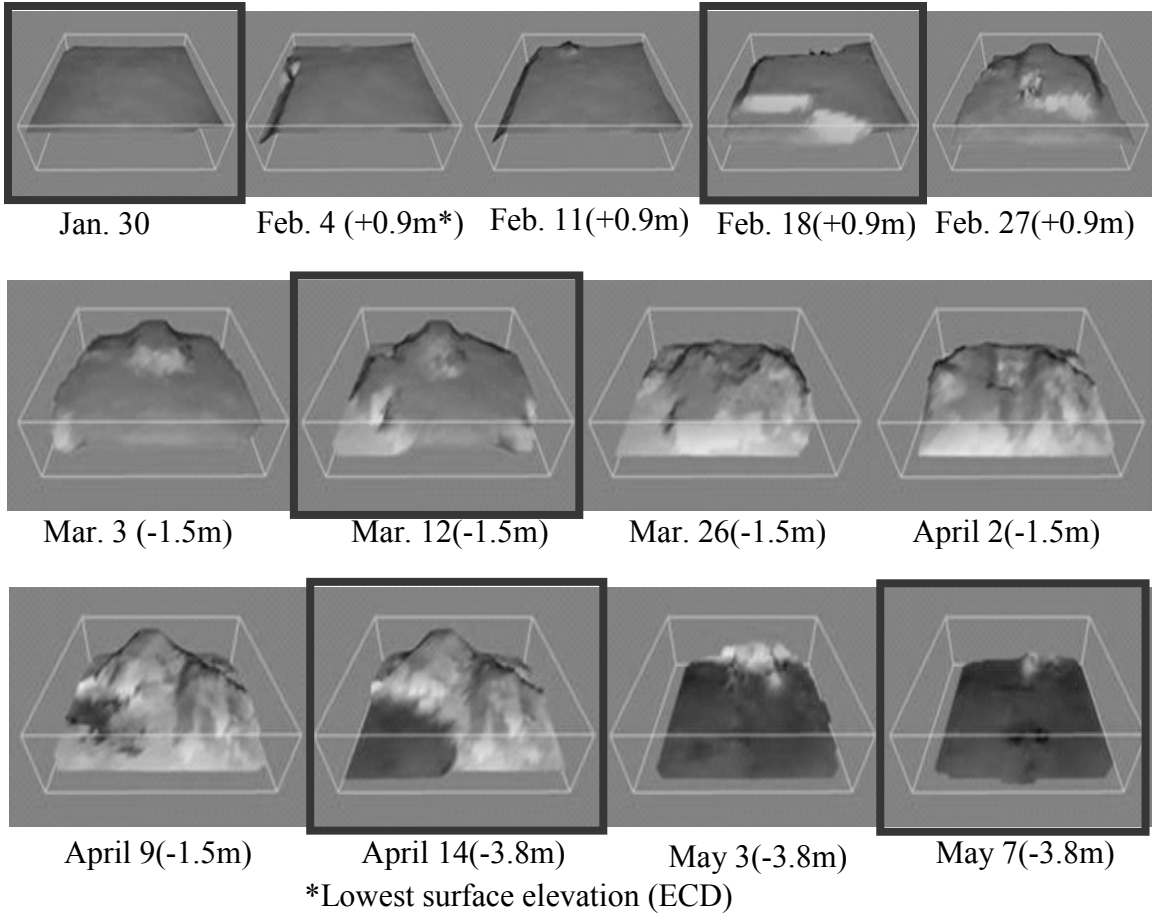 Jan. 30
Feb. 4 (+0.9m*)
Feb. 11(+0.9m)
Feb. 18(+0.9m)
Feb. 27(+0.9m)
Mar. 3 (-1.5m)
Mar. 12(-1.5m)
Mar. 26(-1.5m)
April 2(-1.5m)
April 9(-1.5m)
April 14(-3.8m)
May 3(-3.8m)
May 7(-3.8m)
*Lowest surface elevation (ECD)